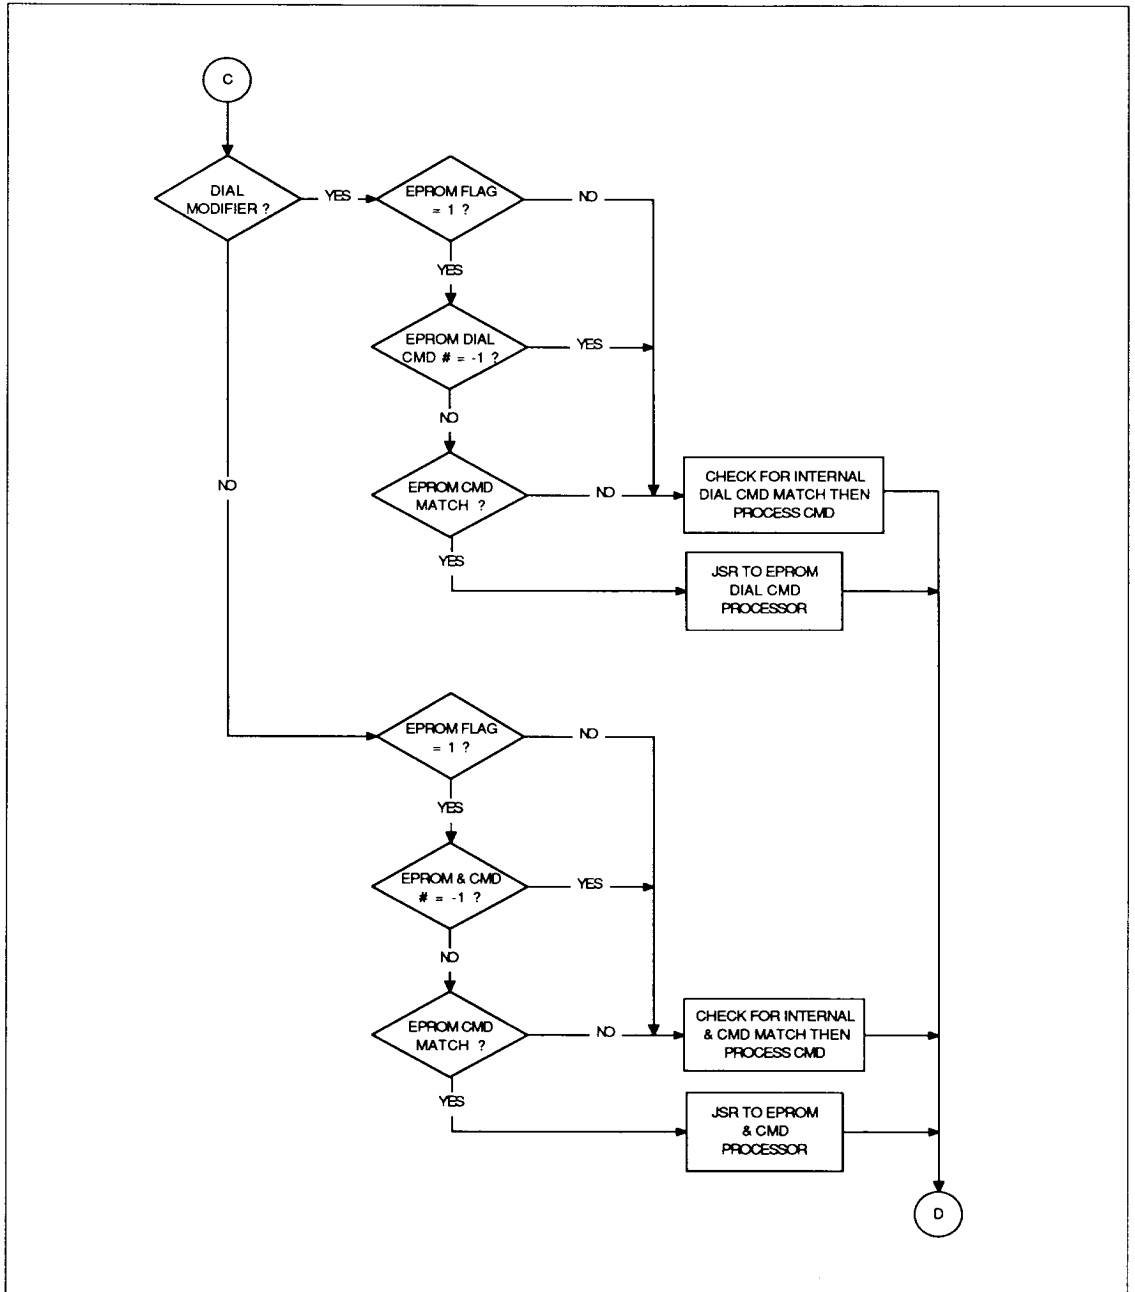 C
DIAL
MODIFIER ?
YES
EPROM FLAG
= 1 ?
NO
YES
EPROM DIAL
CMD # = -1 ?
YES
NO
EPROM CMD
MATCH ?
NO
CHECK FOR INTERNAL
DIAL CMD MATCH THEN
PROCESS CMD
YES
JSR TO EPROM
DIAL CMD
PROCESSOR
NO
EPROM FLAG
= 1 ?
NO
YES
EPROM & CMD
# = -1 ?
YES
NO
EPROM CMD
MATCH ?
NO
CHECK FOR INTERNAL
& CMD MATCH THEN
PROCESS CMD
YES
JSR TO EPROM
& CMD
PROCESSOR
D